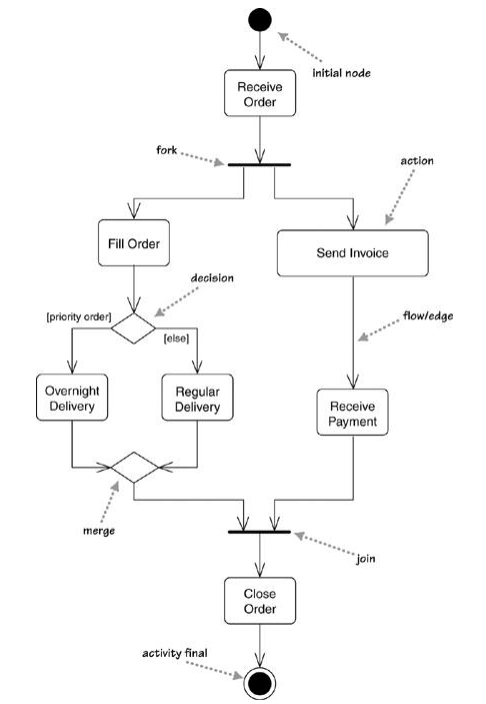 initial node
Receive
Order
fork
action
Fill Order
Send Invoice
decision
[priority order]
[else]
flow/edge
Overnight
Delivery
Regular
Delivery
Receive
Payment
merge
join
Close
Order
activity final